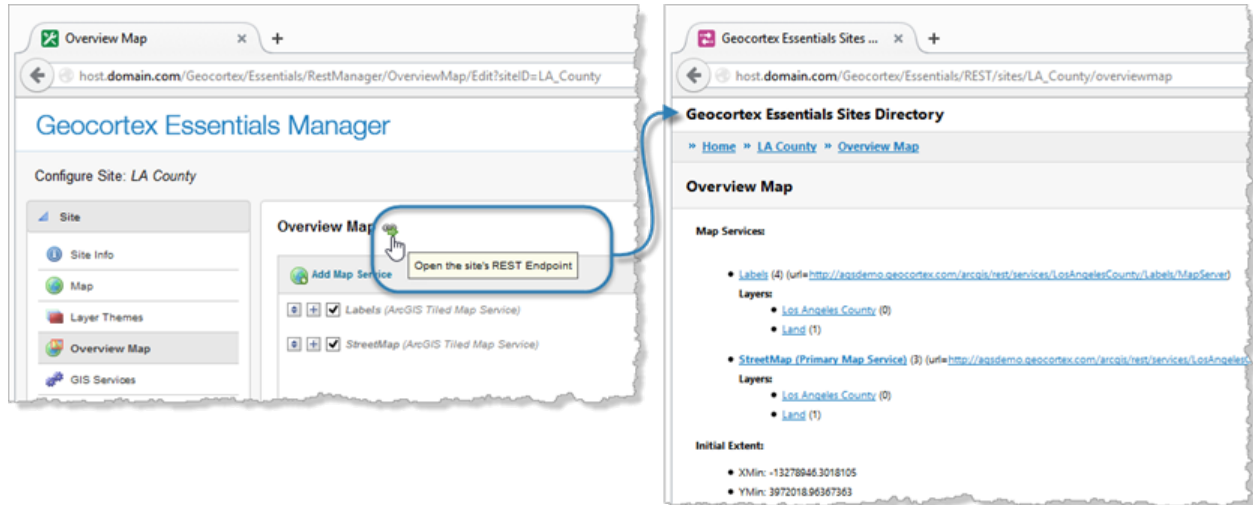 Overview Map
host.domain.com/Geocortex/Essentials/RestManager/OverviewMap/Edit?siteID=LA_County
Geocortex Essentials Manager
Configure Site: LA County
Site
Site Info
Map
Layer Themes
Overview Map
GIS Services
Overview Map
Open the site's REST Endpoint
Add Map Service
Labels (ArcGIS Tiled Map Service)
StreetMap (ArcGIS Tiled Map Service)
Geocortex Essentials Sites ...
host.domain.com/Geocortex/Essentials/REST/sites/LA_County/overviewmap
Geocortex Essentials Sites Directory
» Home » LA County » Overview Map
Overview Map
Map Services:
Labels (4) (url=http://aqsdemo.geocortex.com/arcgis/rest/services/LosAngelesCounty/Labels/MapServer)
Layers:
Los Angeles County (0)
Land (1)
StreetMap (Primary Map Service) (3) (url=http://aqsdemo.geocortex.com/arcgis/rest/services/LosAngeles
Layers:
Los Angeles County (0)
Land (1)
Initial Extent:
XMin: -13278946.3018105
YMin: 3972018.96367363